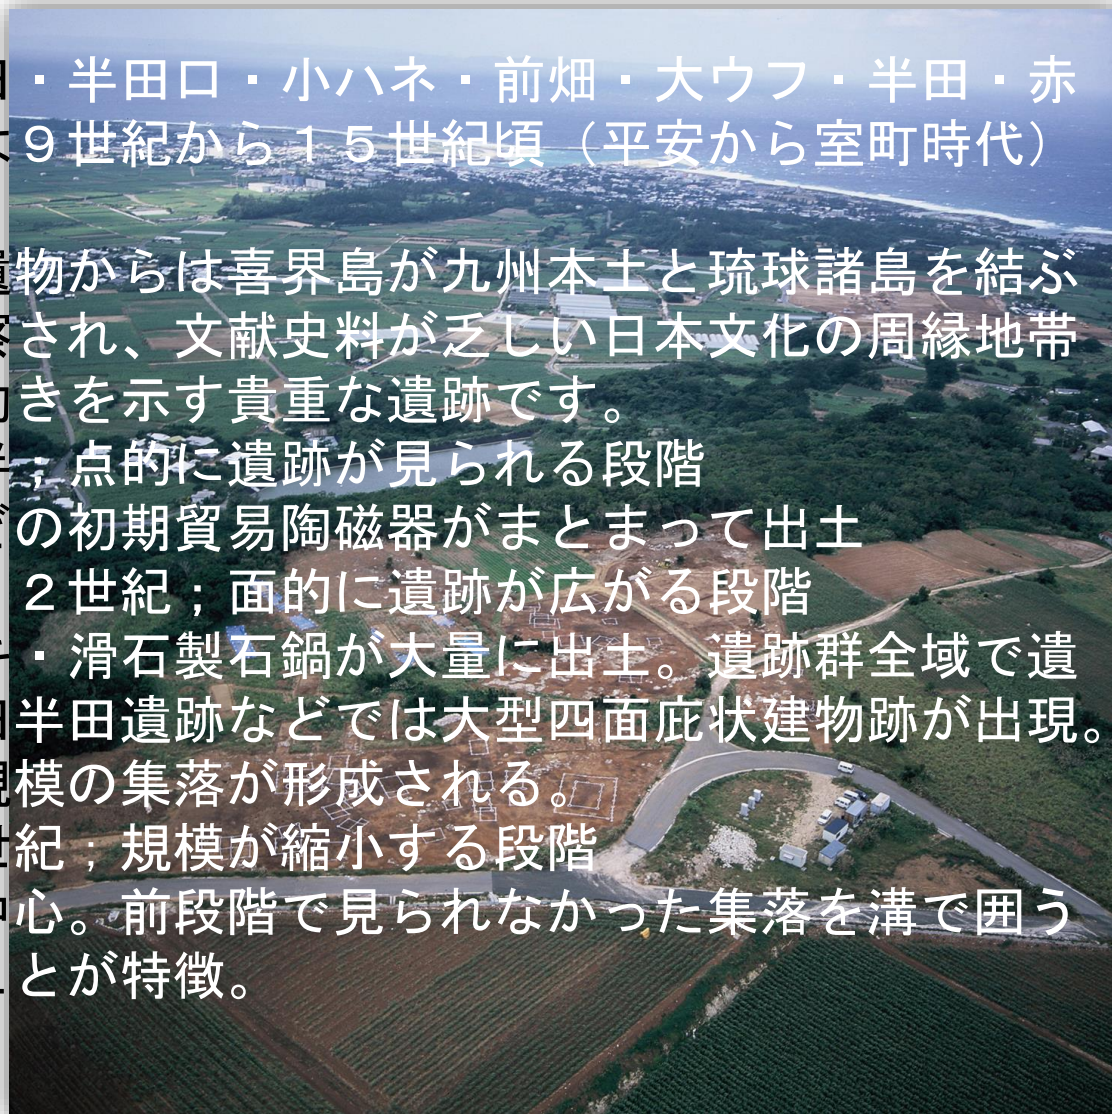 ・半田口・小ハネ・前畑・大ウフ・半田・赤
９世紀から１５世紀頃（平安から室町時代）
物からは喜界島が九州本土と琉球諸島を結ぶ
され、文献史料が乏しい日本文化の周縁地帯
きを示す貴重な遺跡です。
；点的に遺跡が見られる段階
の初期貿易陶磁器がまとまって出土
２世紀；面的に遺跡が広がる段階
・滑石製石鍋が大量に出土。遺跡群全域で遺
半田遺跡などでは大型四面庇状建物跡が出現。
模の集落が形成される。
紀；規模が縮小する段階
心。前段階で見られなかった集落を溝で囲う
とが特徴。